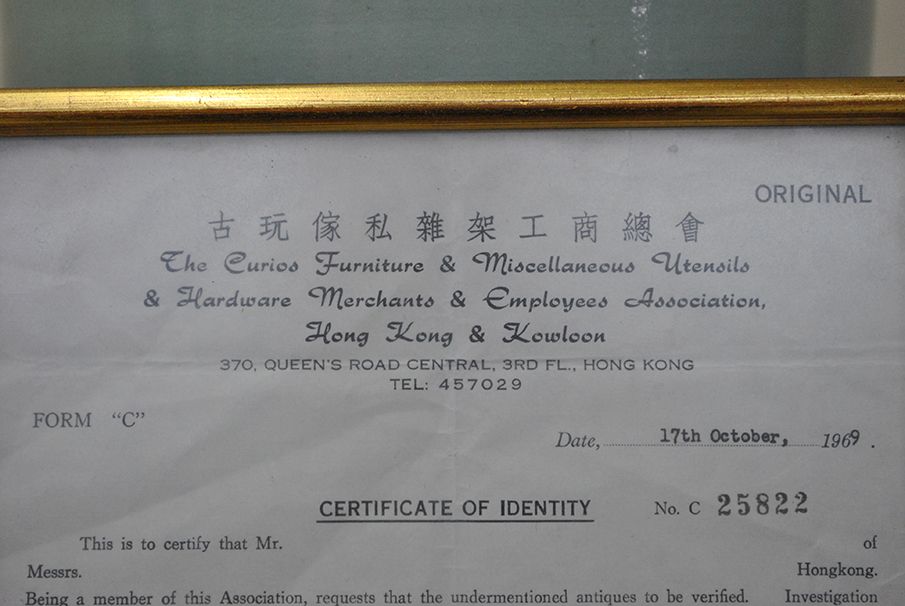 ORIGINAL
古玩傢私雜架工商總會
The Curios Furniture & Miscellaneous Utensils
& Hardware Merchants & Employees Association,
Hong Kong & Kowloon
370, QUEEN'S ROAD CENTRAL, 3RD FL., HONG KONG
TEL: 457029
FORM "C"
Date, 17th October, 1969.
CERTIFICATE OF IDENTITY No. C 25822
This is to certify that Mr. of
Messrs. Hongkong.
Being a member of this Association, requests that the undermentioned antiques to be verified. Investigation